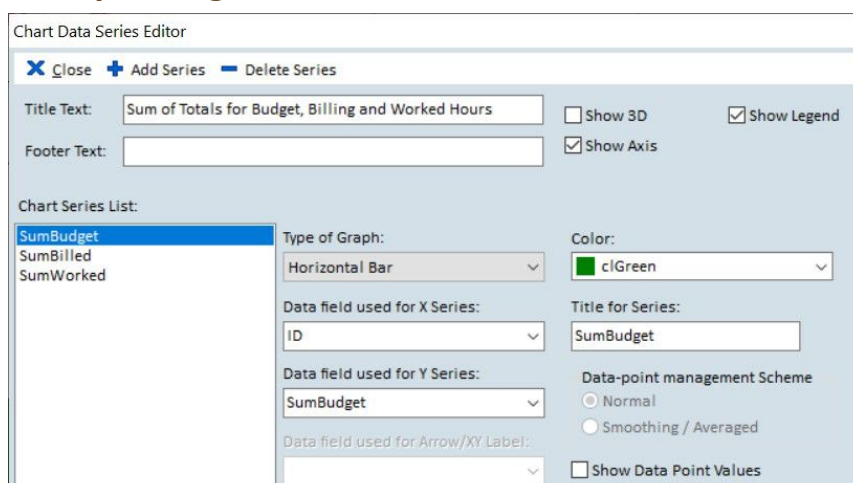 Chart Data Series Editor
Close Add Series Delete Series
Title Text: Sum of Totals for Budget, Billing and Worked Hours
Show 3D Show Legend
Footer Text:
Show Axis
Chart Series List:
SumBudget
SumBilled
SumWorked
Type of Graph:
Horizontal Bar
Color:
clGreen
Data field used for X Series:
ID
Title for Series:
SumBudget
Data field used for Y Series:
SumBudget
Data-point management Scheme
Normal
Smoothing / Averaged
Data field used for Arrow/XY Label:
Show Data Point Values